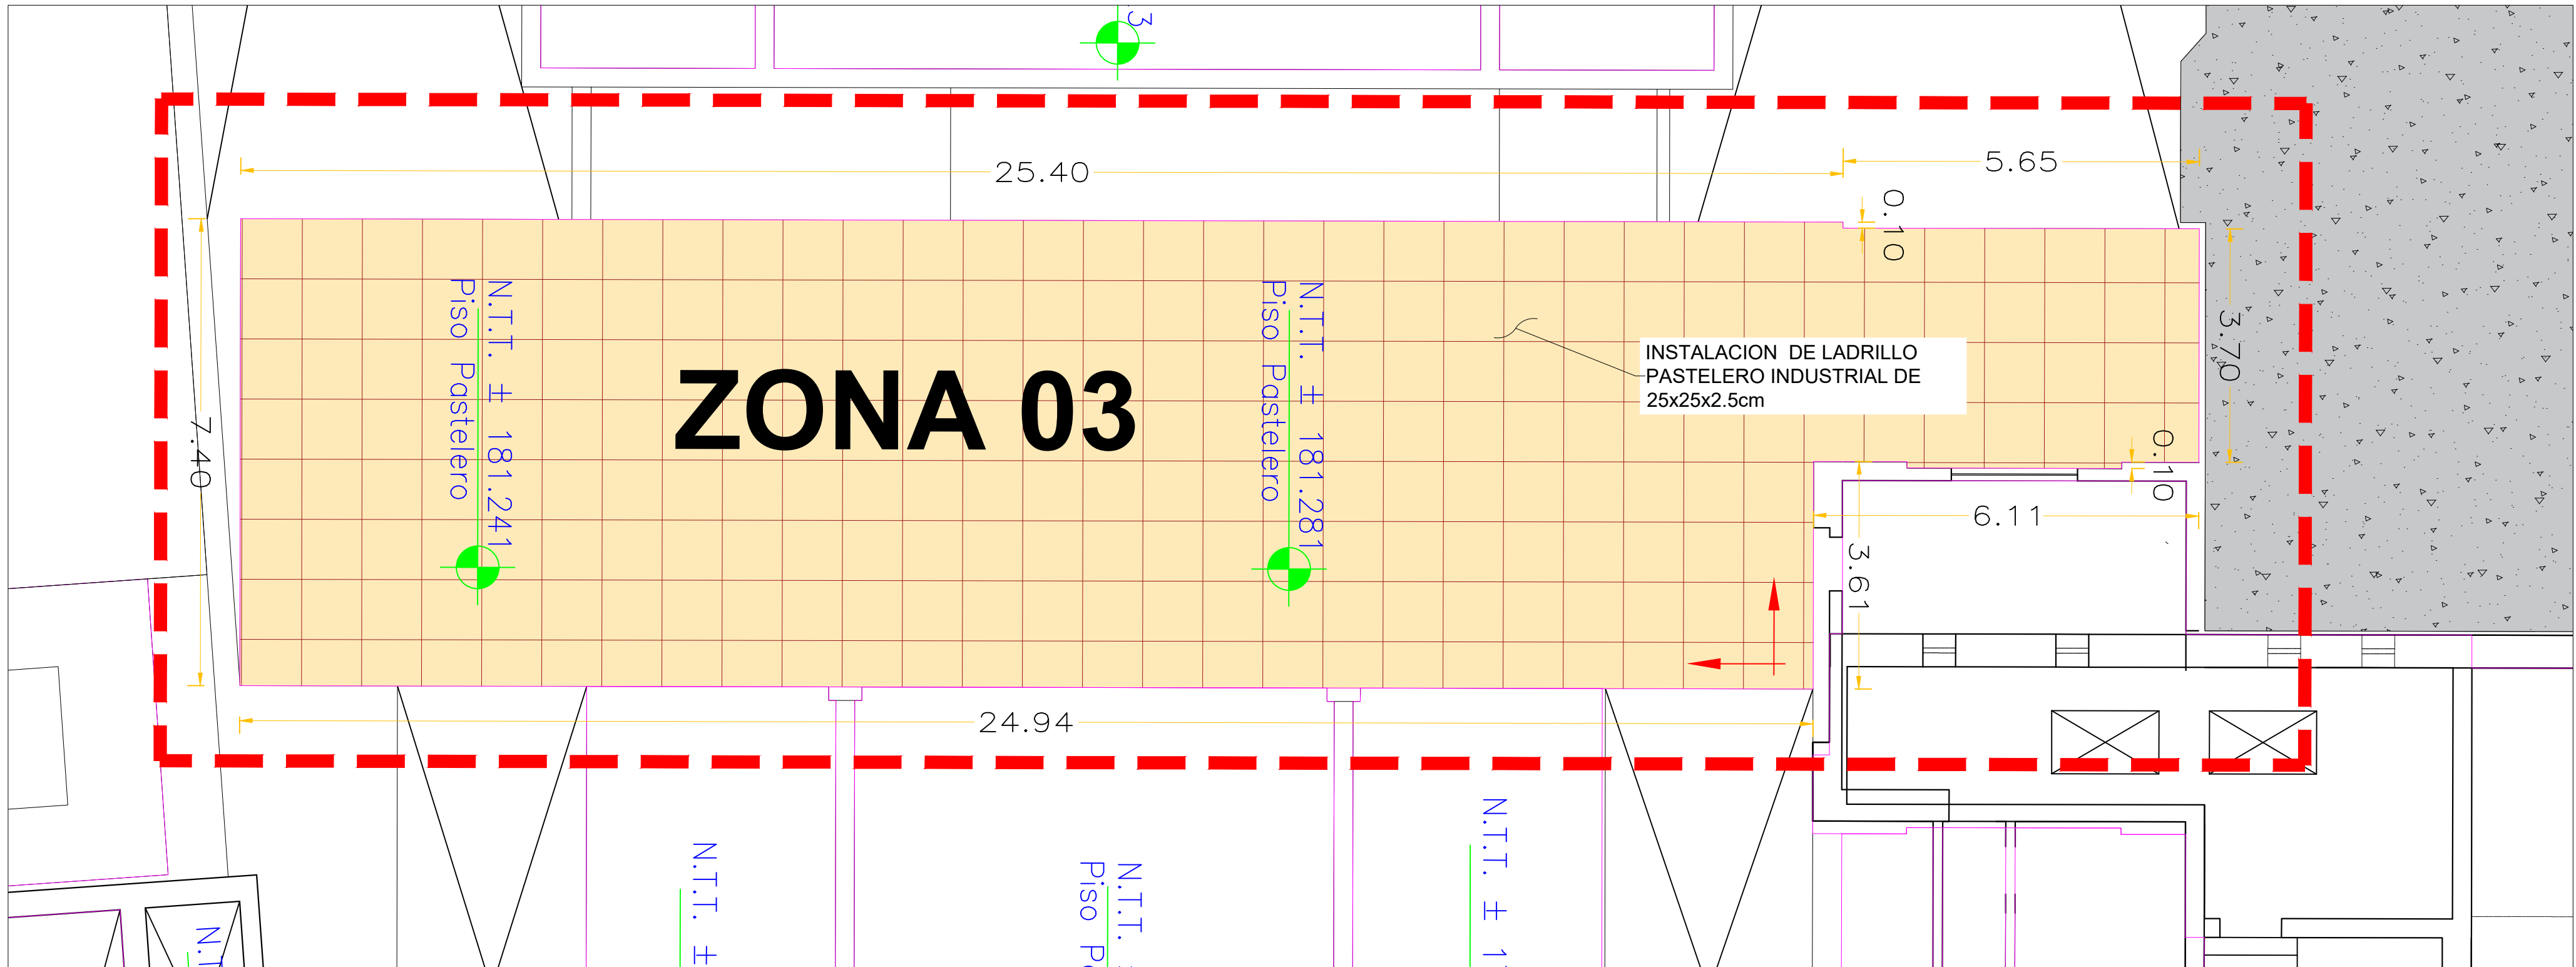 3
25.40
5.65
0.10
7.40
N.T.T. ± 181.241
Piso Pastelero
ZONA 03
N.T.T. ± 181.281
Piso Pastelero
INSTALACION DE LADRILLO
PASTELERO INDUSTRIAL DE
25x25x2.5cm
3.70
0.10
6.11
3.61
24.94
N.T.T. ±
N.T.T.
Piso
N.T.T. ±